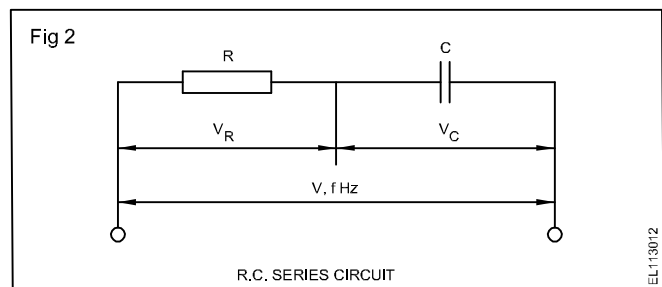 Fig 2
R
C
V_R
V_C
V, f Hz
R.C. SERIES CIRCUIT
EL113012